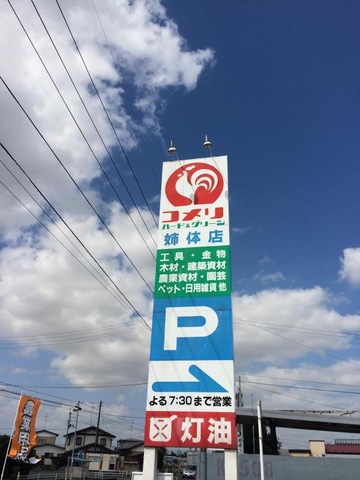 コメリ
ハード&グリーン
姉体店
工具・金物
木材・建築資材
農業資材・園芸
ペット・日用雑貨 他
P
よる7:30まで営業
灯油